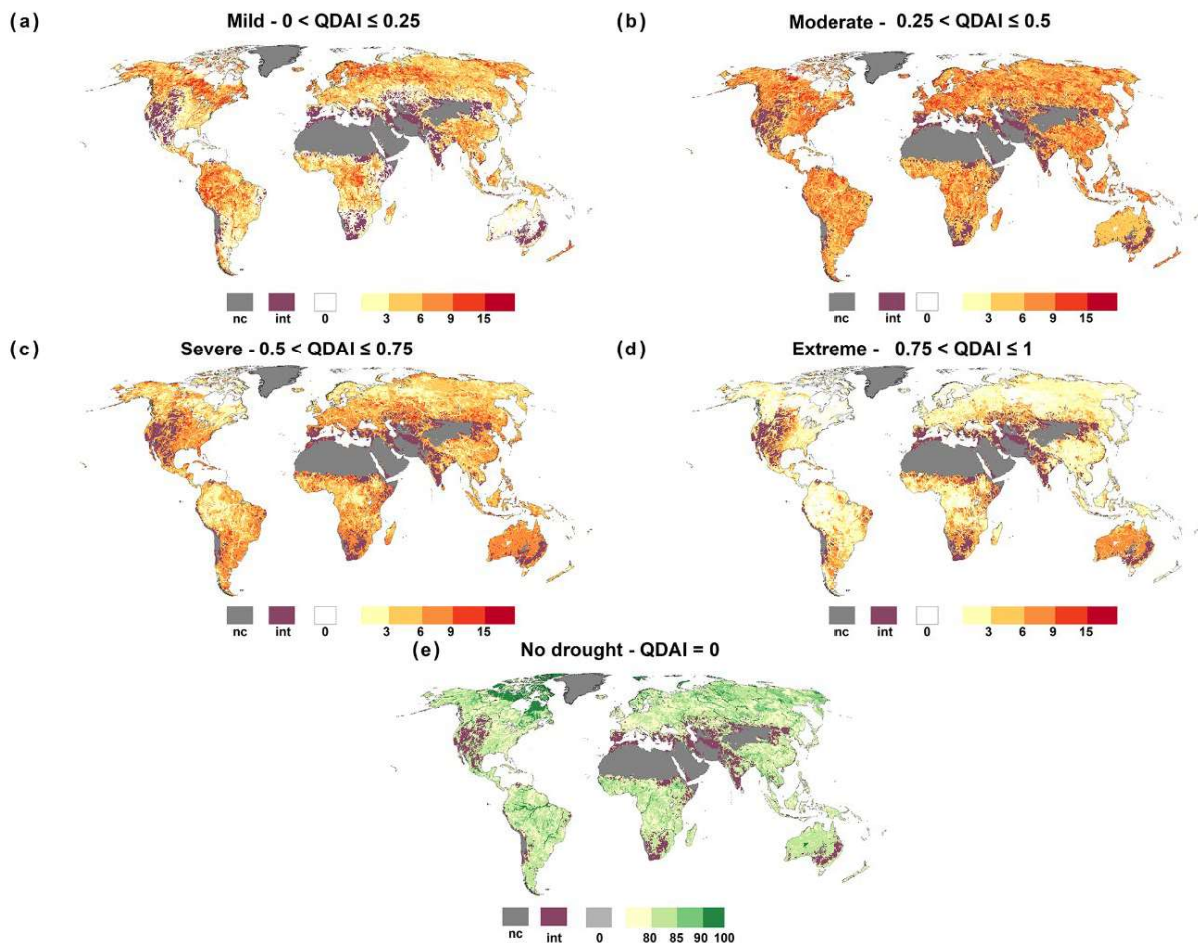 (a) Mild - 0 < QDAI ≤ 0.25
(b) Moderate - 0.25 < QDAI ≤ 0.5
nc int 0 3 6 9 15
nc int 0 3 6 9 15
(c) Severe - 0.5 < QDAI ≤ 0.75
(d) Extreme - 0.75 < QDAI ≤ 1
nc int 0 3 6 9 15
nc int 0 3 6 9 15
(e) No drought - QDAI = 0
nc int 0 80 85 90 100